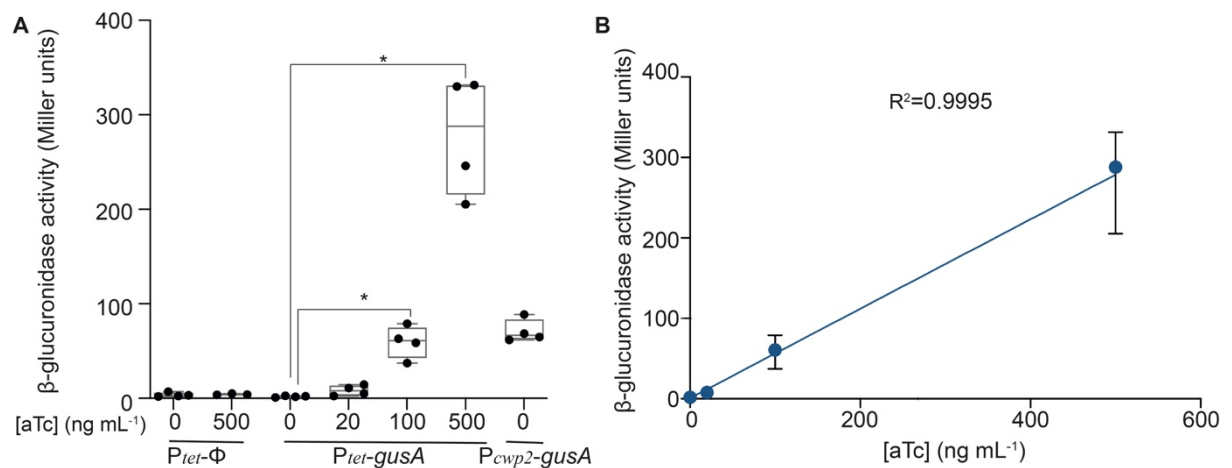 A
β-glucuronidase activity (Miller units)
400
300
200
100
0
*
*
[aTc] (ng mL⁻¹)
0 500 0 20 100 500 0
Ptet-Φ Ptet-gusA Pcwp2-gusA
B
β-glucuronidase activity (Miller units)
400
300
200
100
0
R²=0.9995
0 200 400 600
[aTc] (ng mL⁻¹)